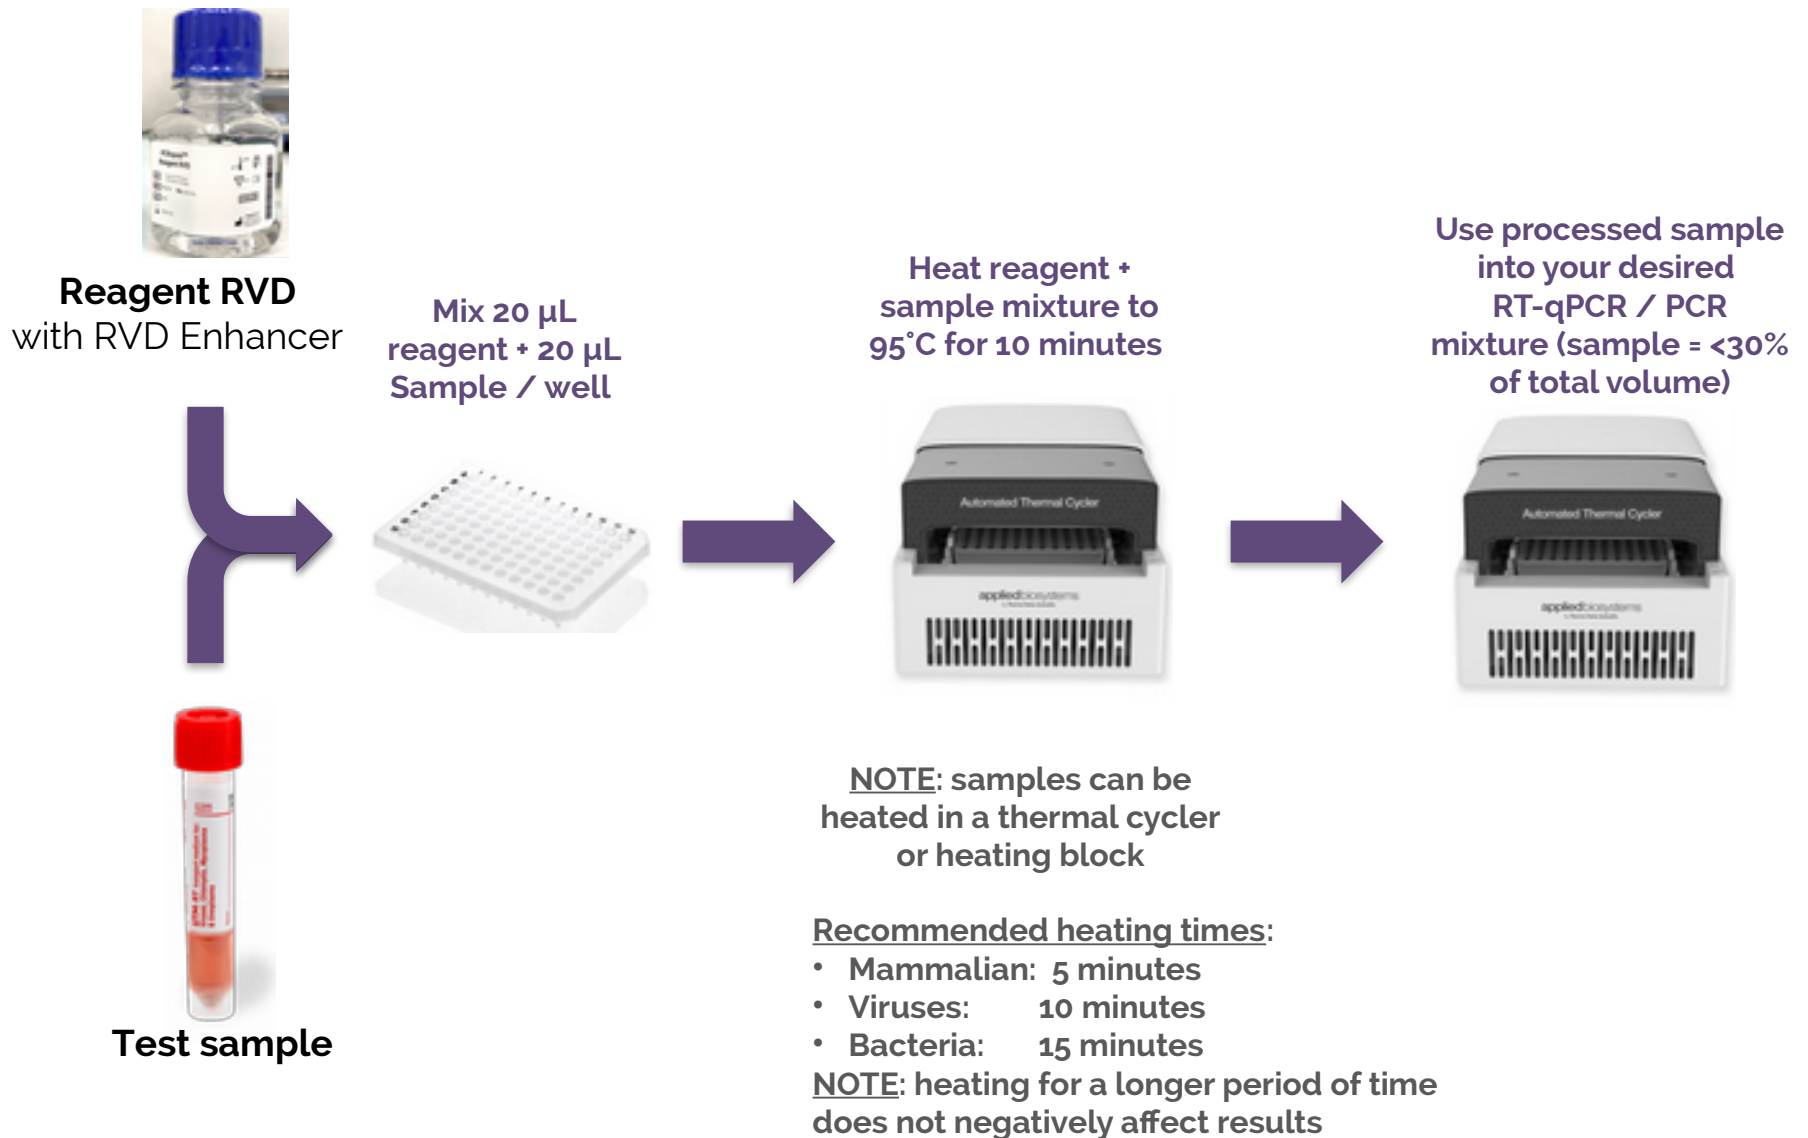 Reagent RVD
with RVD Enhancer
Mix 20 µL
reagent + 20 µL
Sample / well
Heat reagent +
sample mixture to
95°C for 10 minutes
Use processed sample
into your desired
RT-qPCR / PCR
mixture (sample = <30%
of total volume)
Automated Thermal Cycler
appliedbiosystems
Automated Thermal Cycler
appliedbiosystems
Test sample
NOTE: samples can be
heated in a thermal cycler
or heating block
Recommended heating times:
• Mammalian: 5 minutes
• Viruses: 10 minutes
• Bacteria: 15 minutes
NOTE: heating for a longer period of time
does not negatively affect results